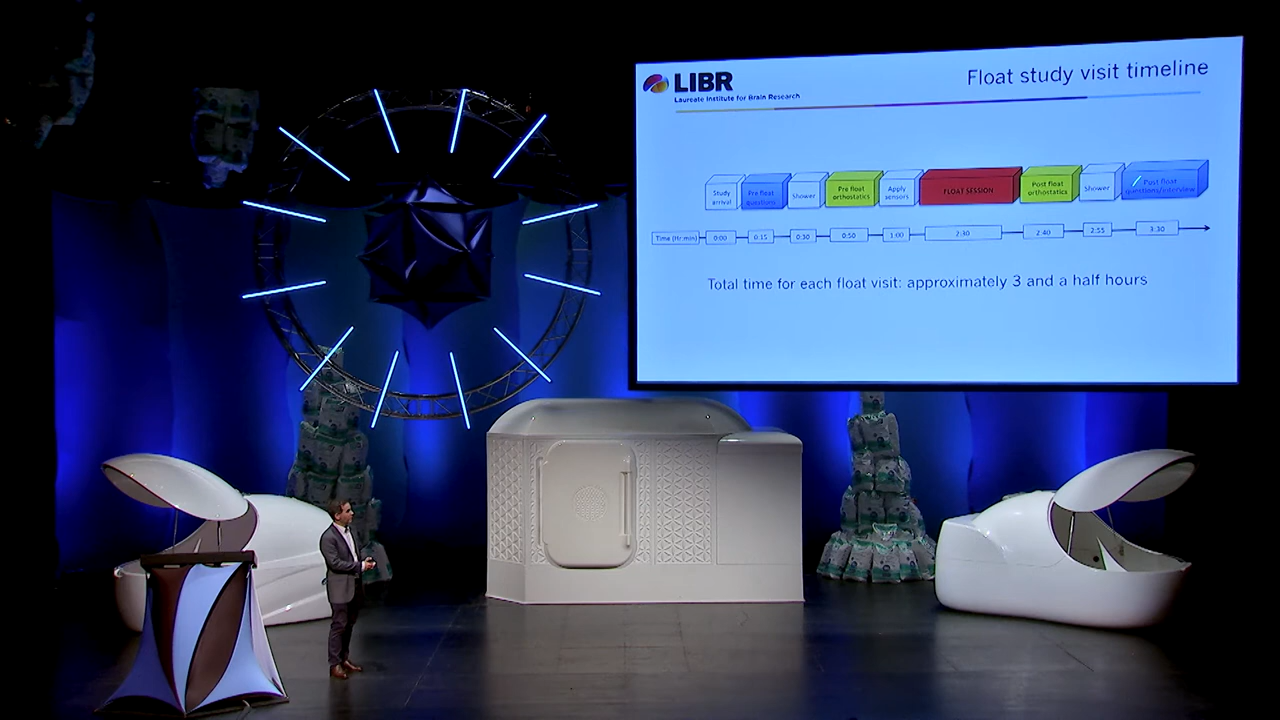 LIBR
Laureate Institute for Brain Research
Float study visit timeline
Study arrival
Pre float questions
Shower
Pre float orthostatics
Apply sensors
FLOAT SESSION
Post float orthostatics
Shower
Post float questions/interview
Time (Hr:min)
0:00
0:15
0:30
0:50
1:00
2:30
2:40
2:55
3:30
Total time for each float visit: approximately 3 and a half hours